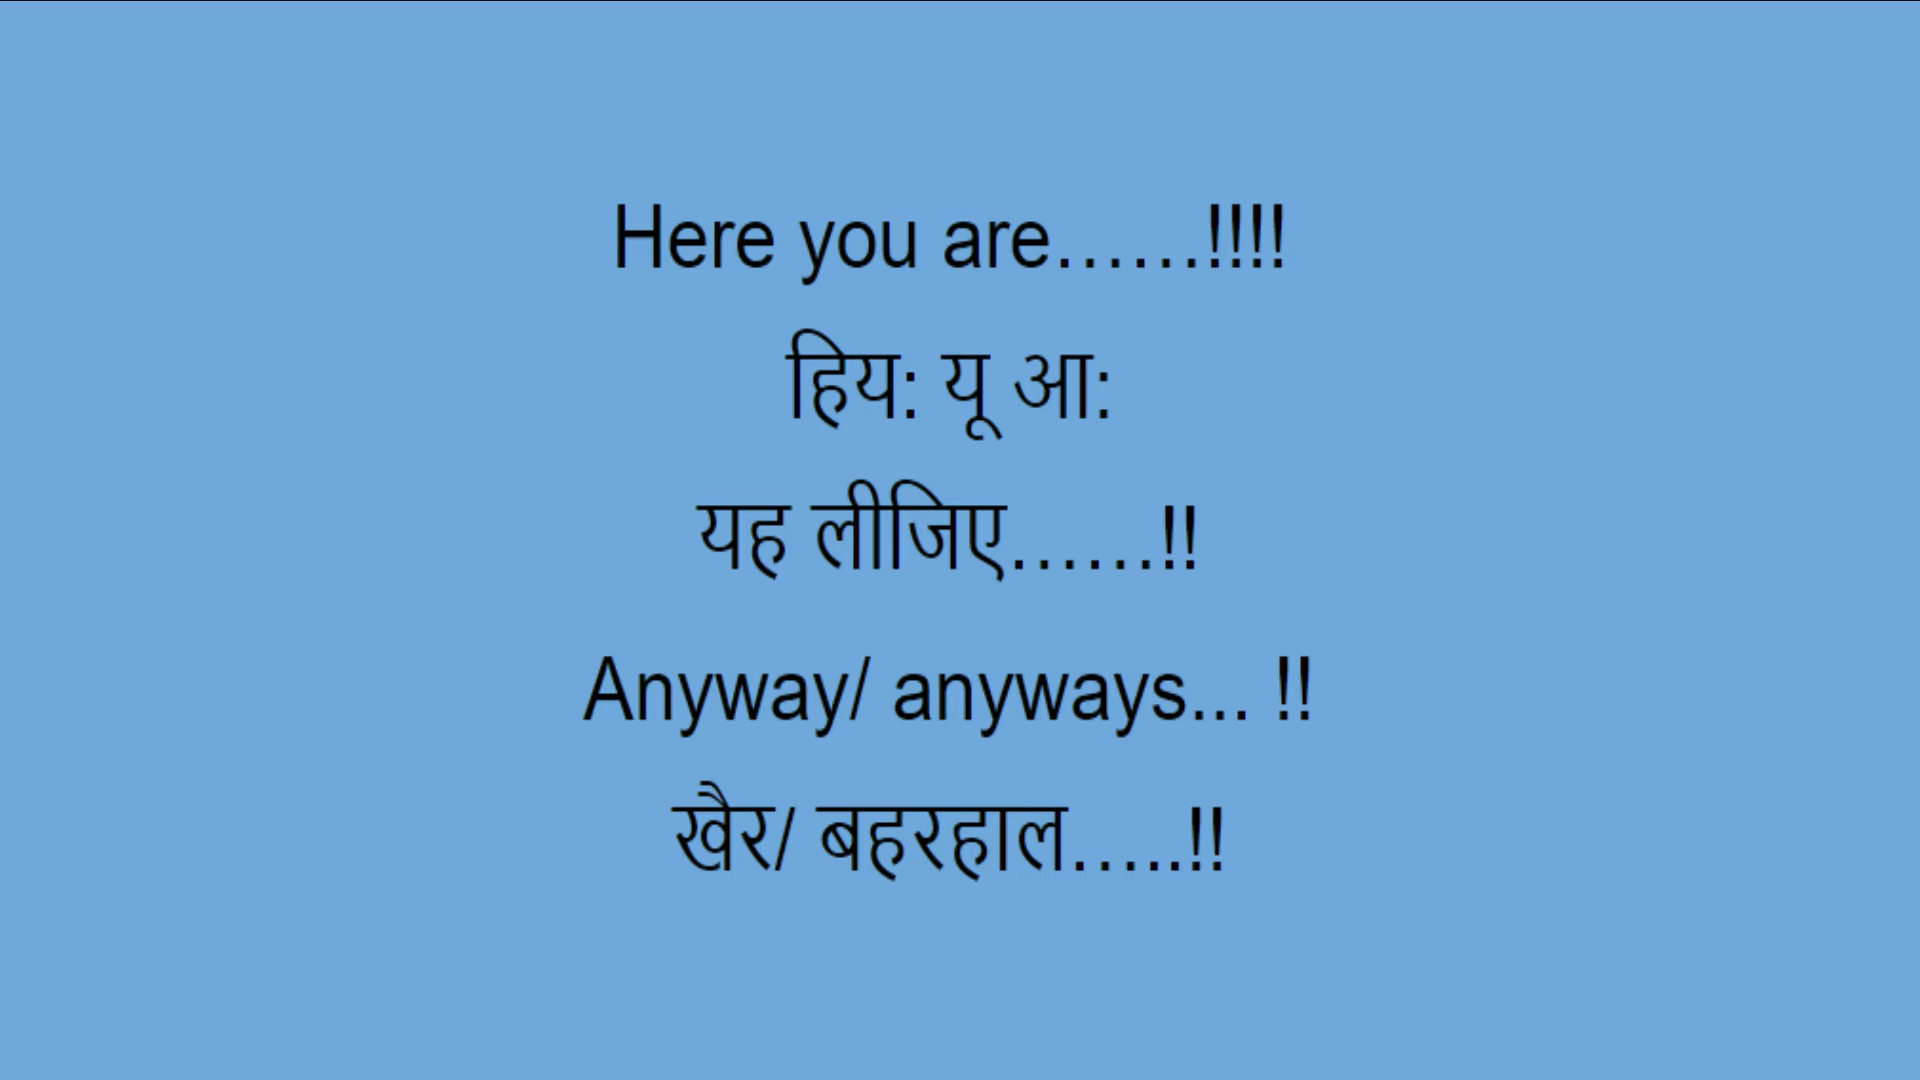 Here you are……!!!!
हिय: यू आ:
यह लीजिए……!!
Anyway/ anyways... !!
खैर/ बहरहाल…..!!